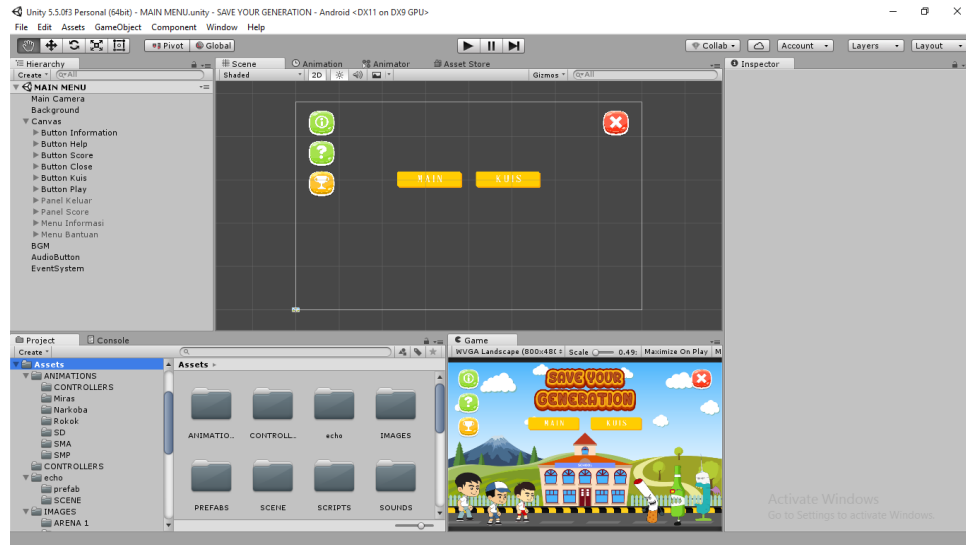 Unity 5.5.0f3 Personal (64bit) - MAIN MENU.unity - SAVE YOUR GENERATION - Android <DX11 on DX9 GPU>
File Edit Assets GameObject Component Window Help
Pivot Global Collab Account Layers Layout
Hierarchy Scene Animation Animator Asset Store Inspector
Create All Shaded 2D Gizmos All
MAIN MENU
Main Camera
Background
Canvas
Button Information
Button Help
Button Score
Button Close
Button Kuis
Button Play
Panel Keluar
Panel Score
Menu Informasi
Menu Bantuan
BGM
AudioButton
EventSystem
MAIN KUIS
Project Console
Create
Assets
ANIMATIONS
CONTROLLERS
Miras
Narkoba
Rokok
SD
SMA
SMP
CONTROLLERS
echo
prefab
SCENE
IMAGES
ARENA 1
Assets
ANIMATIO... CONTROLL... echo IMAGES
PREFABS SCENE SCRIPTS SOUNDS
Game
WVGA Landscape (800x48( Scale 0.49: Maximize On Play M
SAVE YOUR
GENERATION
MAIN KUIS
Activate Windows
Go to Settings to activate Windows.